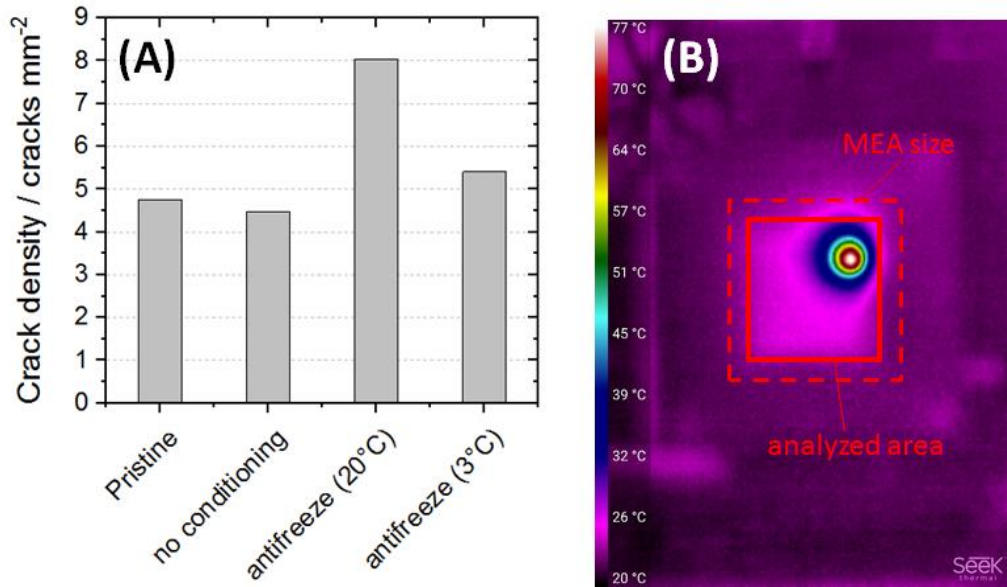 (A)
Crack density / cracks mm⁻²
9
8
7
6
5
4
3
2
1
0
Pristine
no conditioning
antifreeze (20°C)
antifreeze (3°C)
(B)
77 °C
70 °C
64 °C
57 °C
51 °C
45 °C
39 °C
32 °C
26 °C
20 °C
MEA size
analyzed area
Seek
thermal